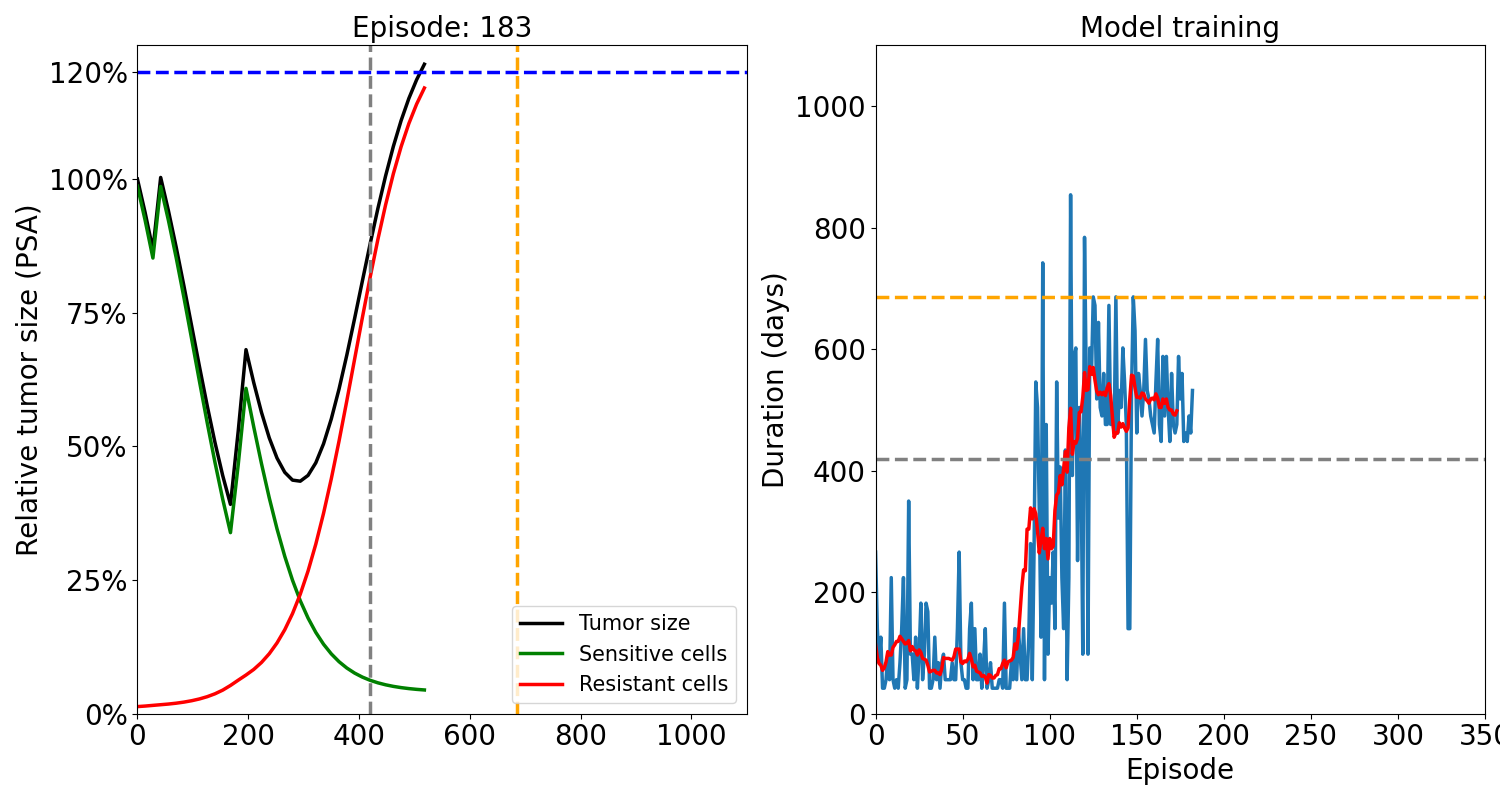 Episode: 183
Relative tumor size (PSA)
120%
100%
75%
50%
25%
0%
0 200 400 600 800 1000
Tumor size
Sensitive cells
Resistant cells
Model training
Duration (days)
1000
800
600
400
200
0
0 50 100 150 200 250 300 350
Episode